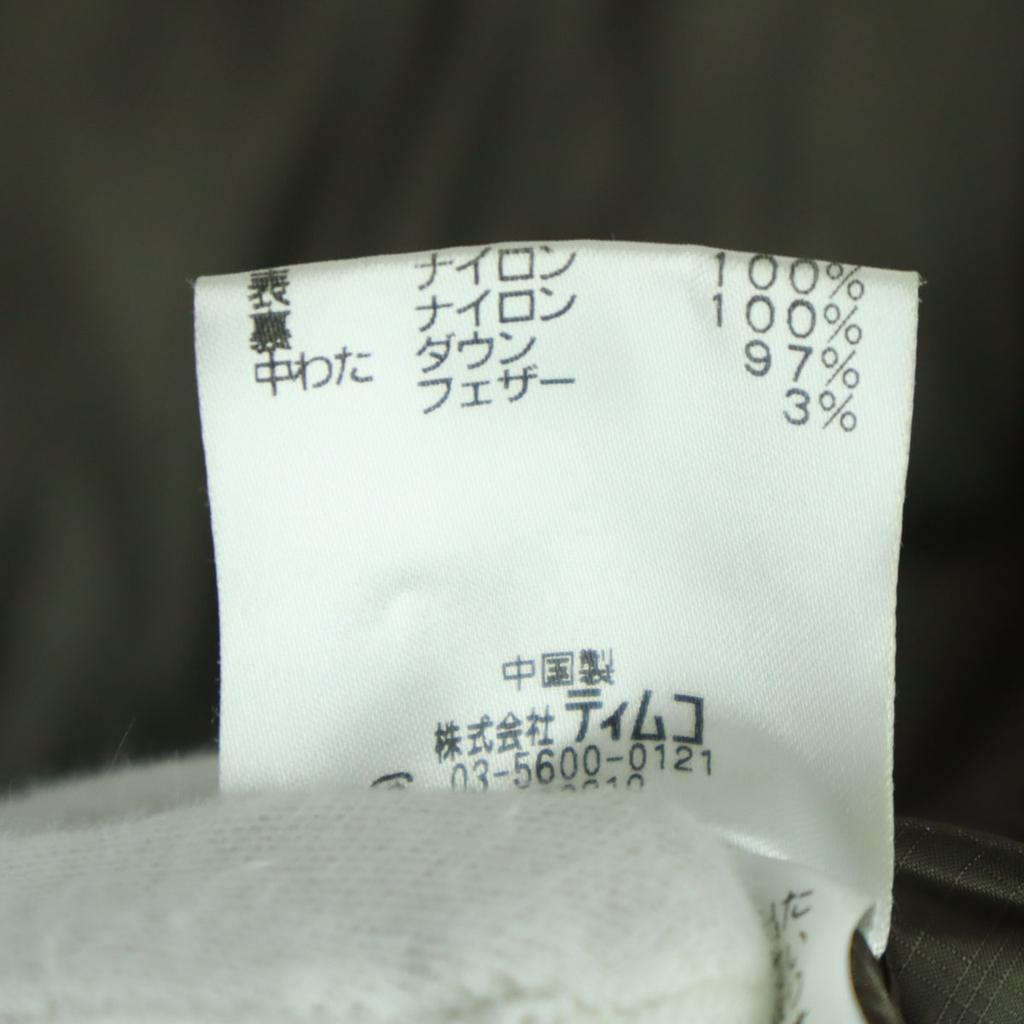 表 ナイロン 100%
裏 ナイロン 100%
中わた ダウン 97%
フェザー 3%
中国製
株式会社 ティムコ
03-5600-0121